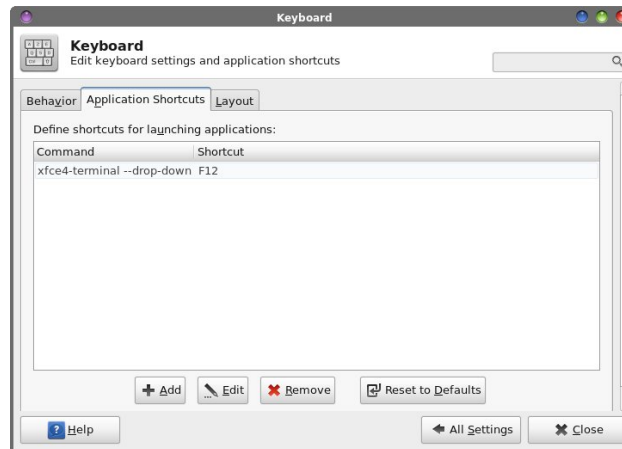 Keyboard
Keyboard
Edit keyboard settings and application shortcuts
Behavior Application Shortcuts Layout
Define shortcuts for launching applications:
Command Shortcut
xfce4-terminal --drop-down F12
Add Edit Remove Reset to Defaults
Help All Settings Close